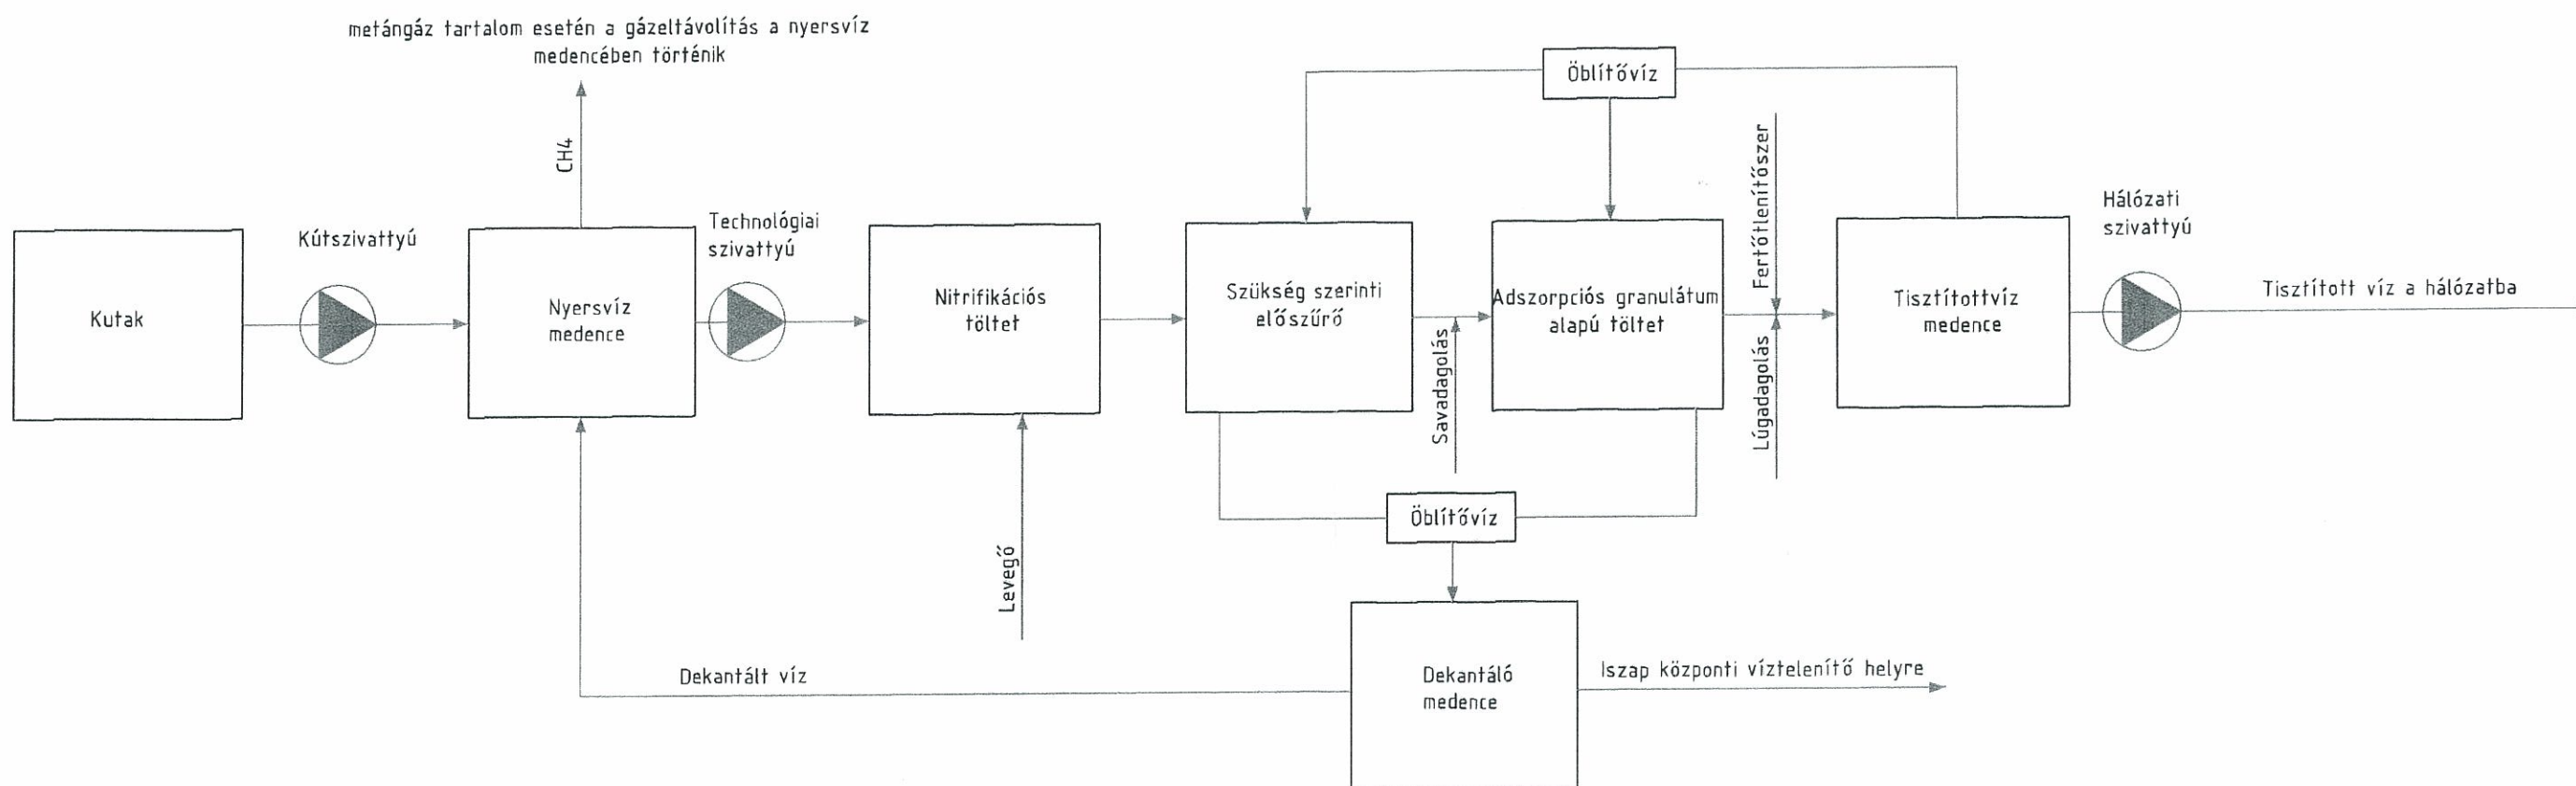 metángáz tartalom esetén a gázeltávolítás a nyersvíz
medencében történik
CH4
Öblítővíz
Kutak
Kútszivattyú
Nyersvíz
medence
Technológiai
szivattyú
Nitrifikációs
töltet
Levegő
Szükség szerinti
előszűrő
Savadagolás
Adszorpciós granulátum
alapú töltet
Fertőtlenítőszer
Lúgadagolás
Tisztítottvíz
medence
Hálózati
szivattyú
Tisztított víz a hálózatba
Öblítővíz
Dekantált víz
Dekantáló
medence
Iszap központi víztelenítő helyre